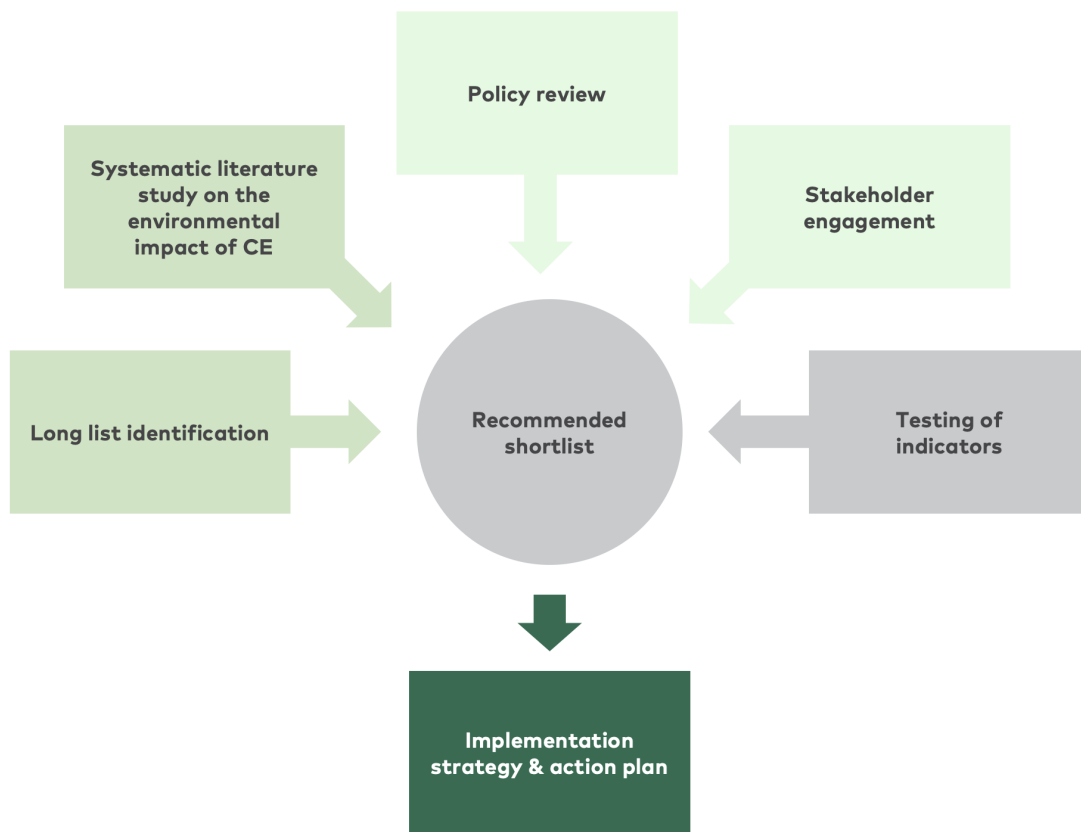 Policy review
Systematic literature
study on the
environmental
impact of CE
Stakeholder
engagement
Long list identification
Recommended
shortlist
Testing of
indicators
Implementation
strategy & action plan